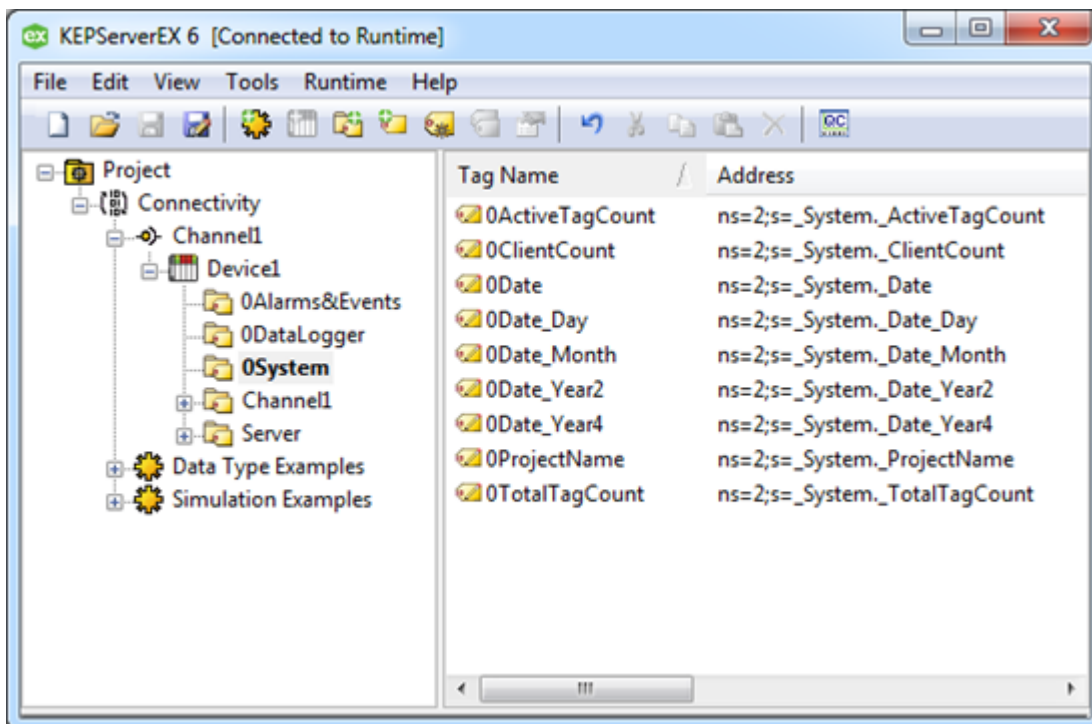 KEPServerEX 6 [Connected to Runtime]
File Edit View Tools Runtime Help
QC
Project
Connectivity
Channel1
Device1
0Alarms&Events
0DataLogger
0System
Channel1
Server
Data Type Examples
Simulation Examples
Tag Name Address
0ActiveTagCount ns=2;s=_System._ActiveTagCount
0ClientCount ns=2;s=_System._ClientCount
0Date ns=2;s=_System._Date
0Date_Day ns=2;s=_System._Date_Day
0Date_Month ns=2;s=_System._Date_Month
0Date_Year2 ns=2;s=_System._Date_Year2
0Date_Year4 ns=2;s=_System._Date_Year4
0ProjectName ns=2;s=_System._ProjectName
0TotalTagCount ns=2;s=_System._TotalTagCount